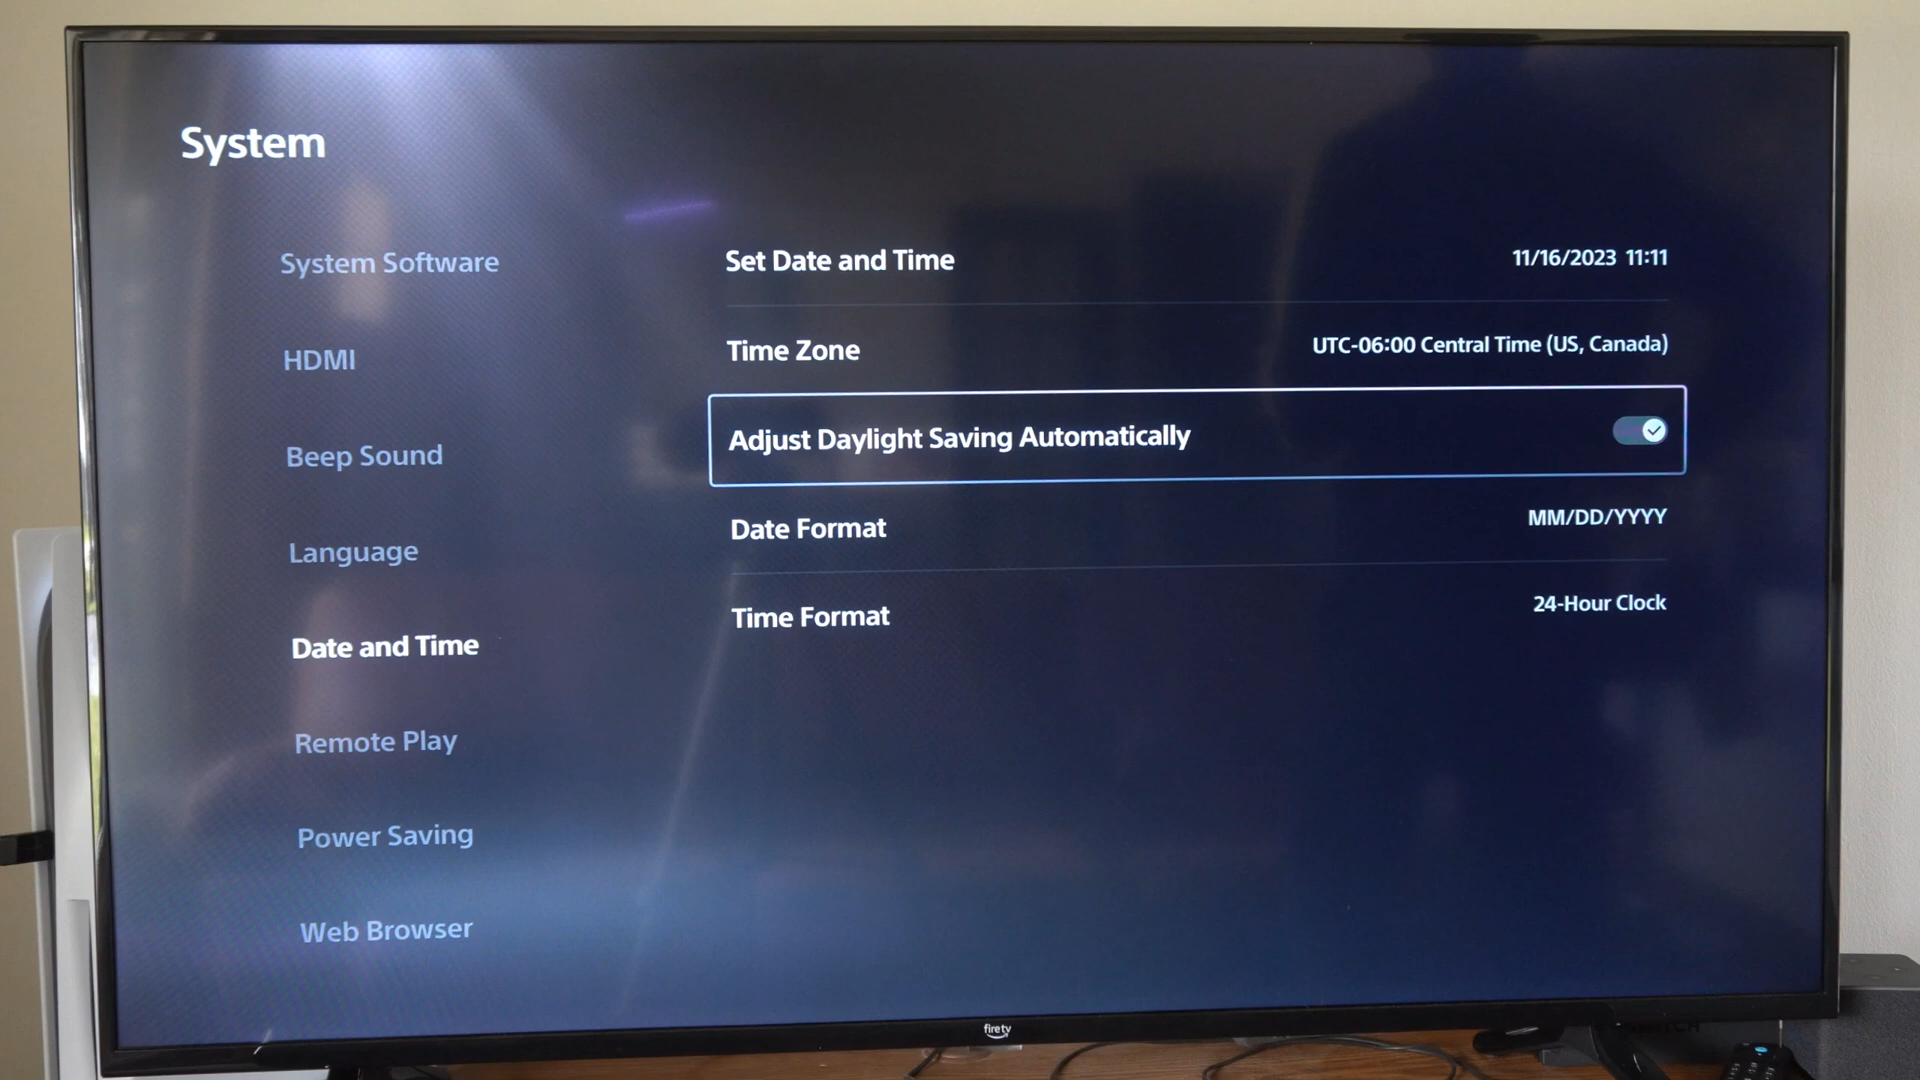 System
System Software
HDMI
Beep Sound
Language
Date and Time
Remote Play
Power Saving
Web Browser
Set Date and Time 11/16/2023 11:11
Time Zone UTC-06:00 Central Time (US, Canada)
Adjust Daylight Saving Automatically
Date Format MM/DD/YYYY
Time Format 24-Hour Clock
firetv